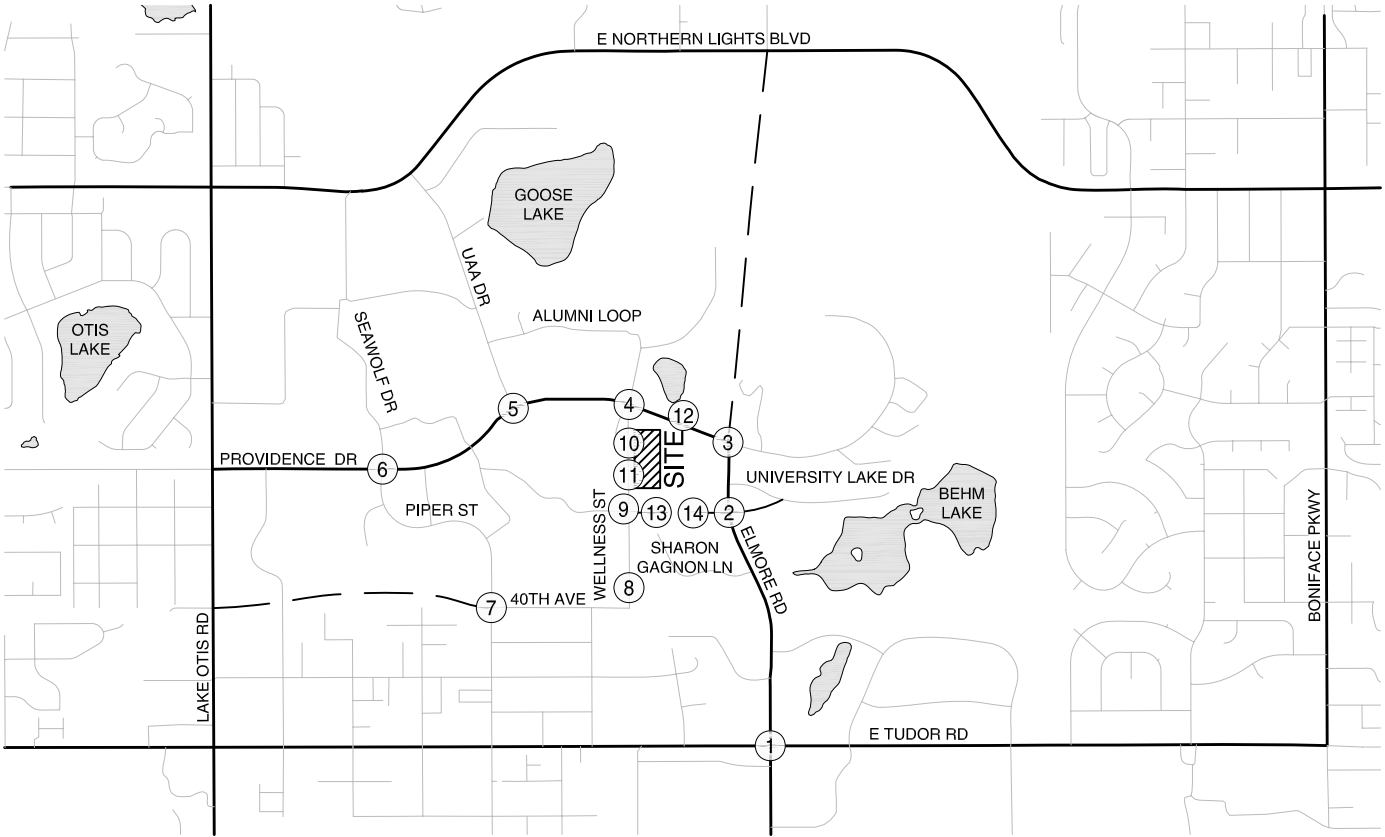 E NORTHERN LIGHTS BLVD
GOOSE
LAKE
UAA DR
OTIS
LAKE
SEAWOLF DR
ALUMNI LOOP
5
4
12
10
3
SITE
PROVIDENCE DR
6
11
UNIVERSITY LAKE DR
BEHM
LAKE
PIPER ST
WELLNESS ST
9
13
14
2
SHARON
GAGNON LN
ELMORE RD
BONIFACE PKWY
8
7
40TH AVE
LAKE OTIS RD
E TUDOR RD
1